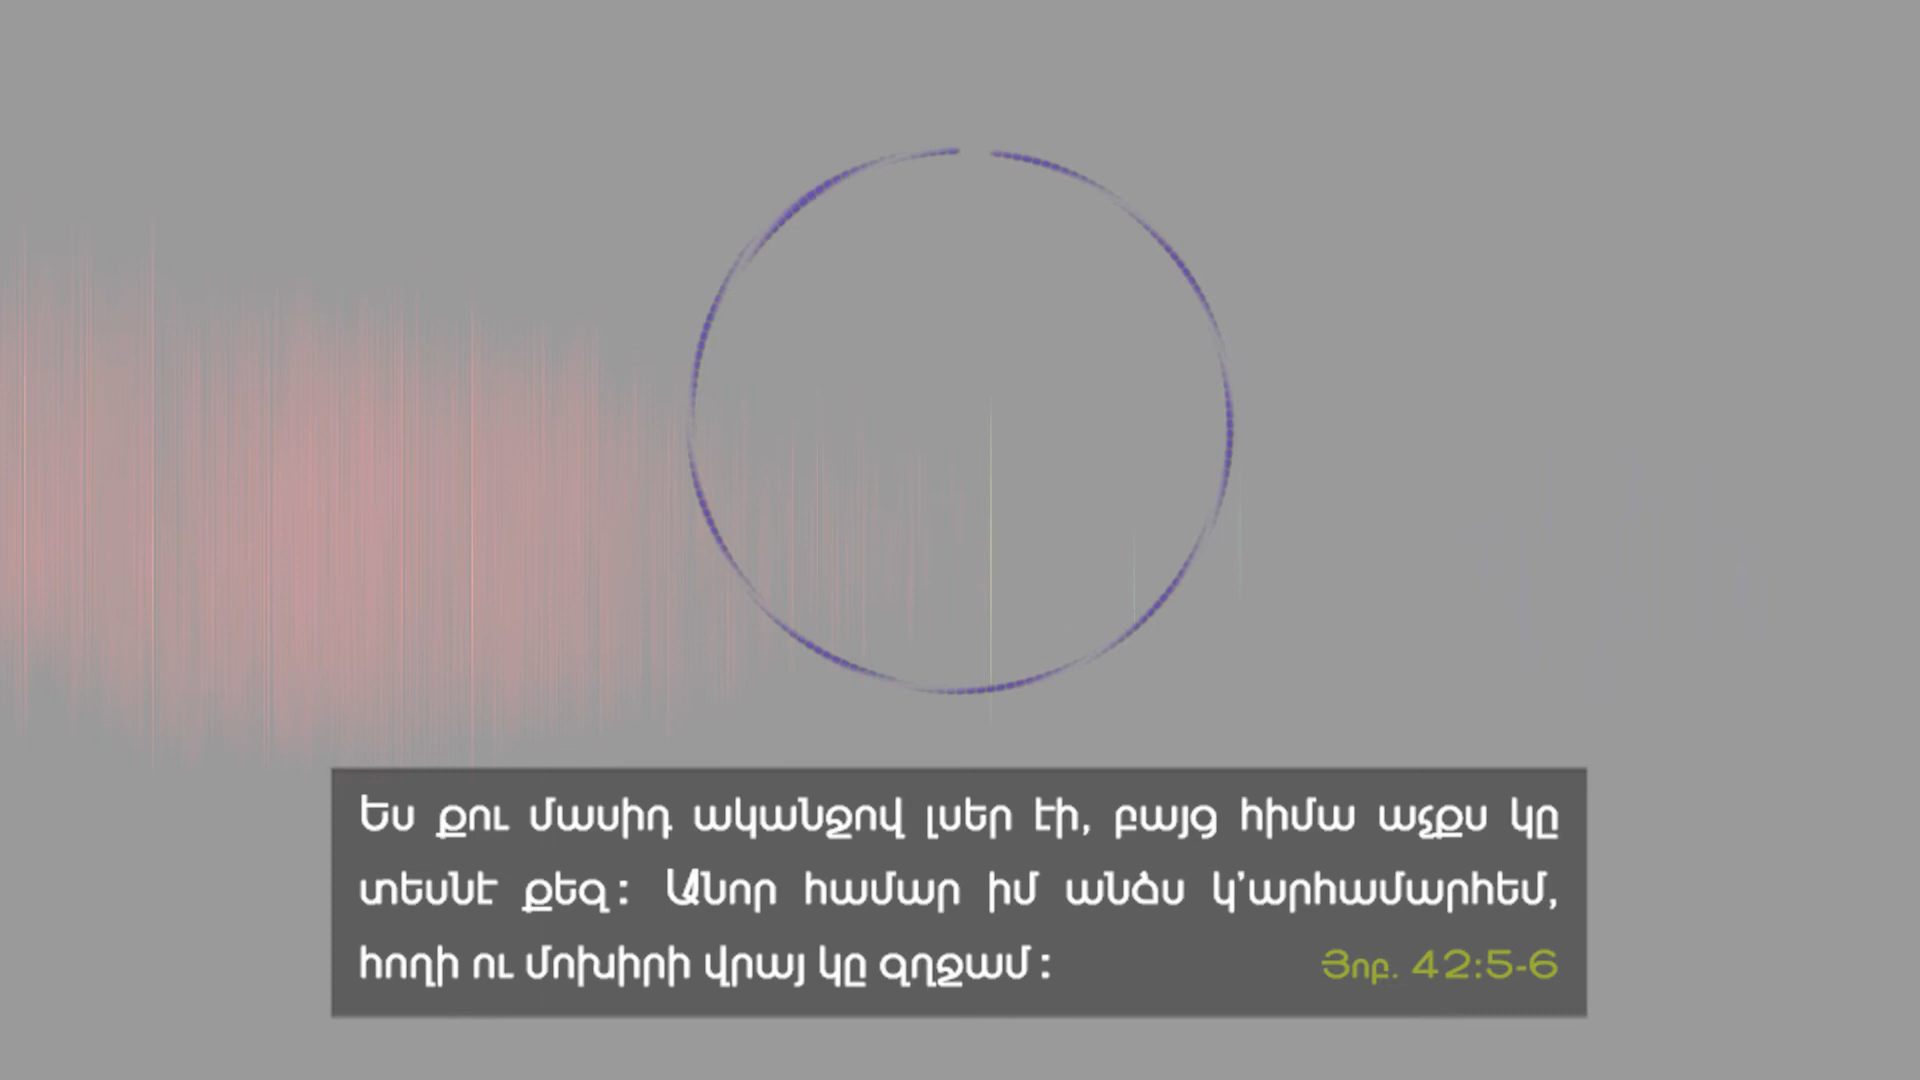 Ես քու մասիդ ականջով լսեր էի, բայց հիմա աչքս կը
տեսնէ քեզ: Անոր համար իմ անձս կ’արհամարհեմ,
հողի ու մոխիրի վրայ կը զղջամ: Յոբ. 42:5-6